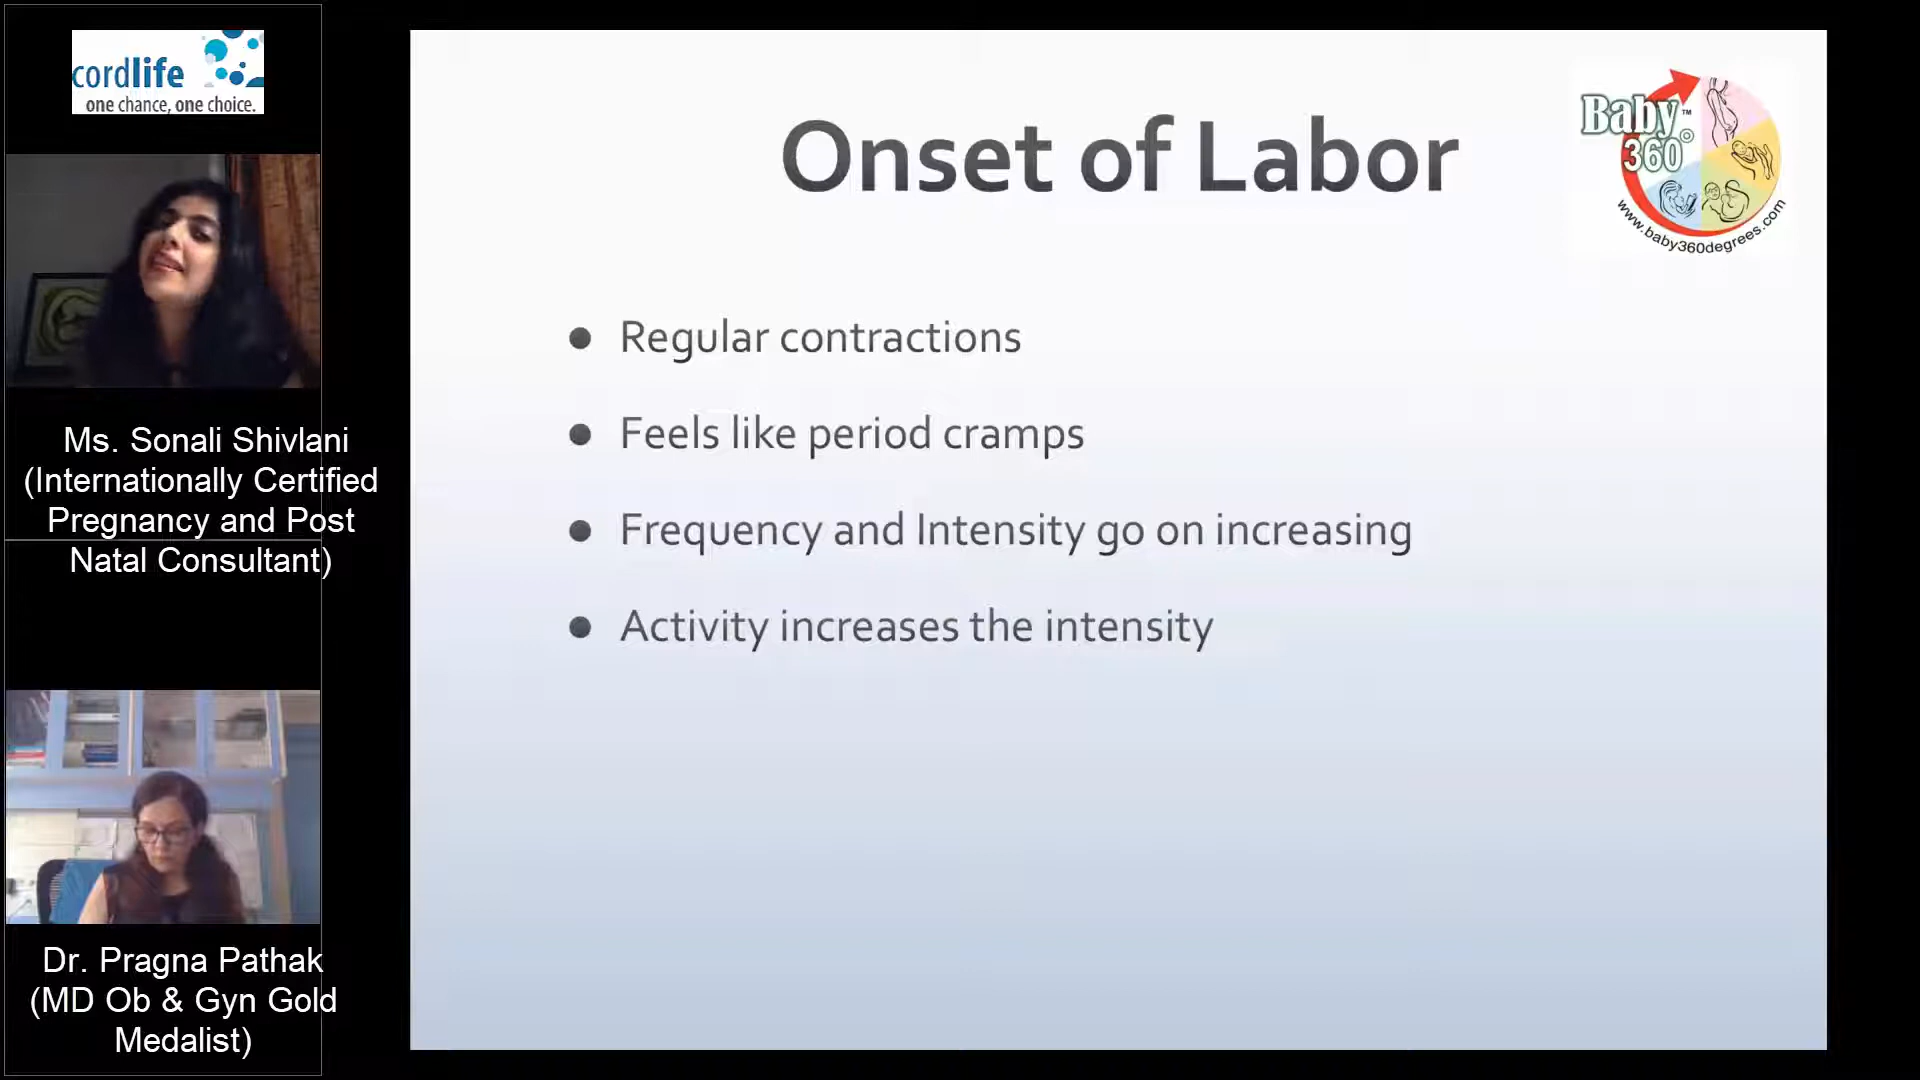 cordlife
one chance, one choice.
Ms. Sonali Shivlani
(Internationally Certified
Pregnancy and Post
Natal Consultant)
Dr. Pragna Pathak
(MD Ob & Gyn Gold
Medalist)
Onset of Labor
Baby™
360°
www.baby360degrees.com
● Regular contractions
● Feels like period cramps
● Frequency and Intensity go on increasing
● Activity increases the intensity